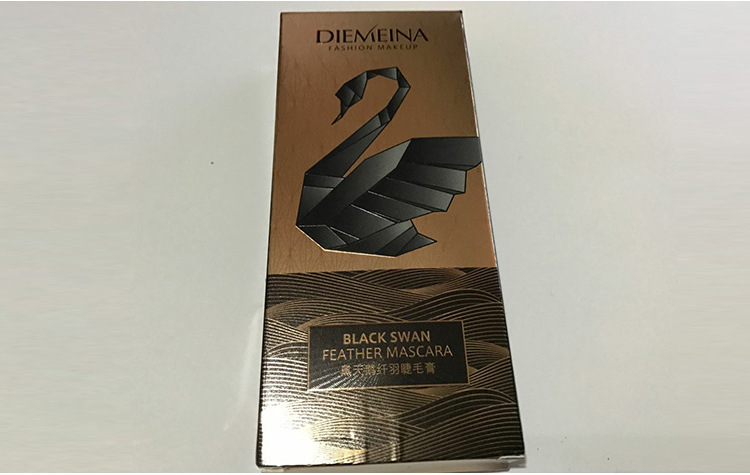 DIEMEINA
FASHION MAKEUP
BLACK SWAN
FEATHER MASCARA
黑天鹅纤羽睫毛膏